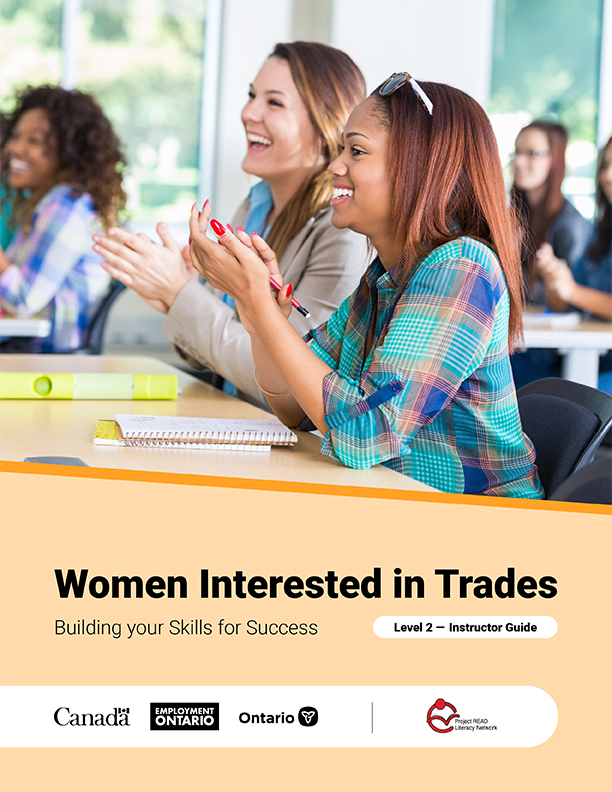 Women Interested in Trades
Building your Skills for Success
Level 2 — Instructor Guide
Canada
EMPLOYMENT
ONTARIO
Ontario
Project READ
Literacy Network